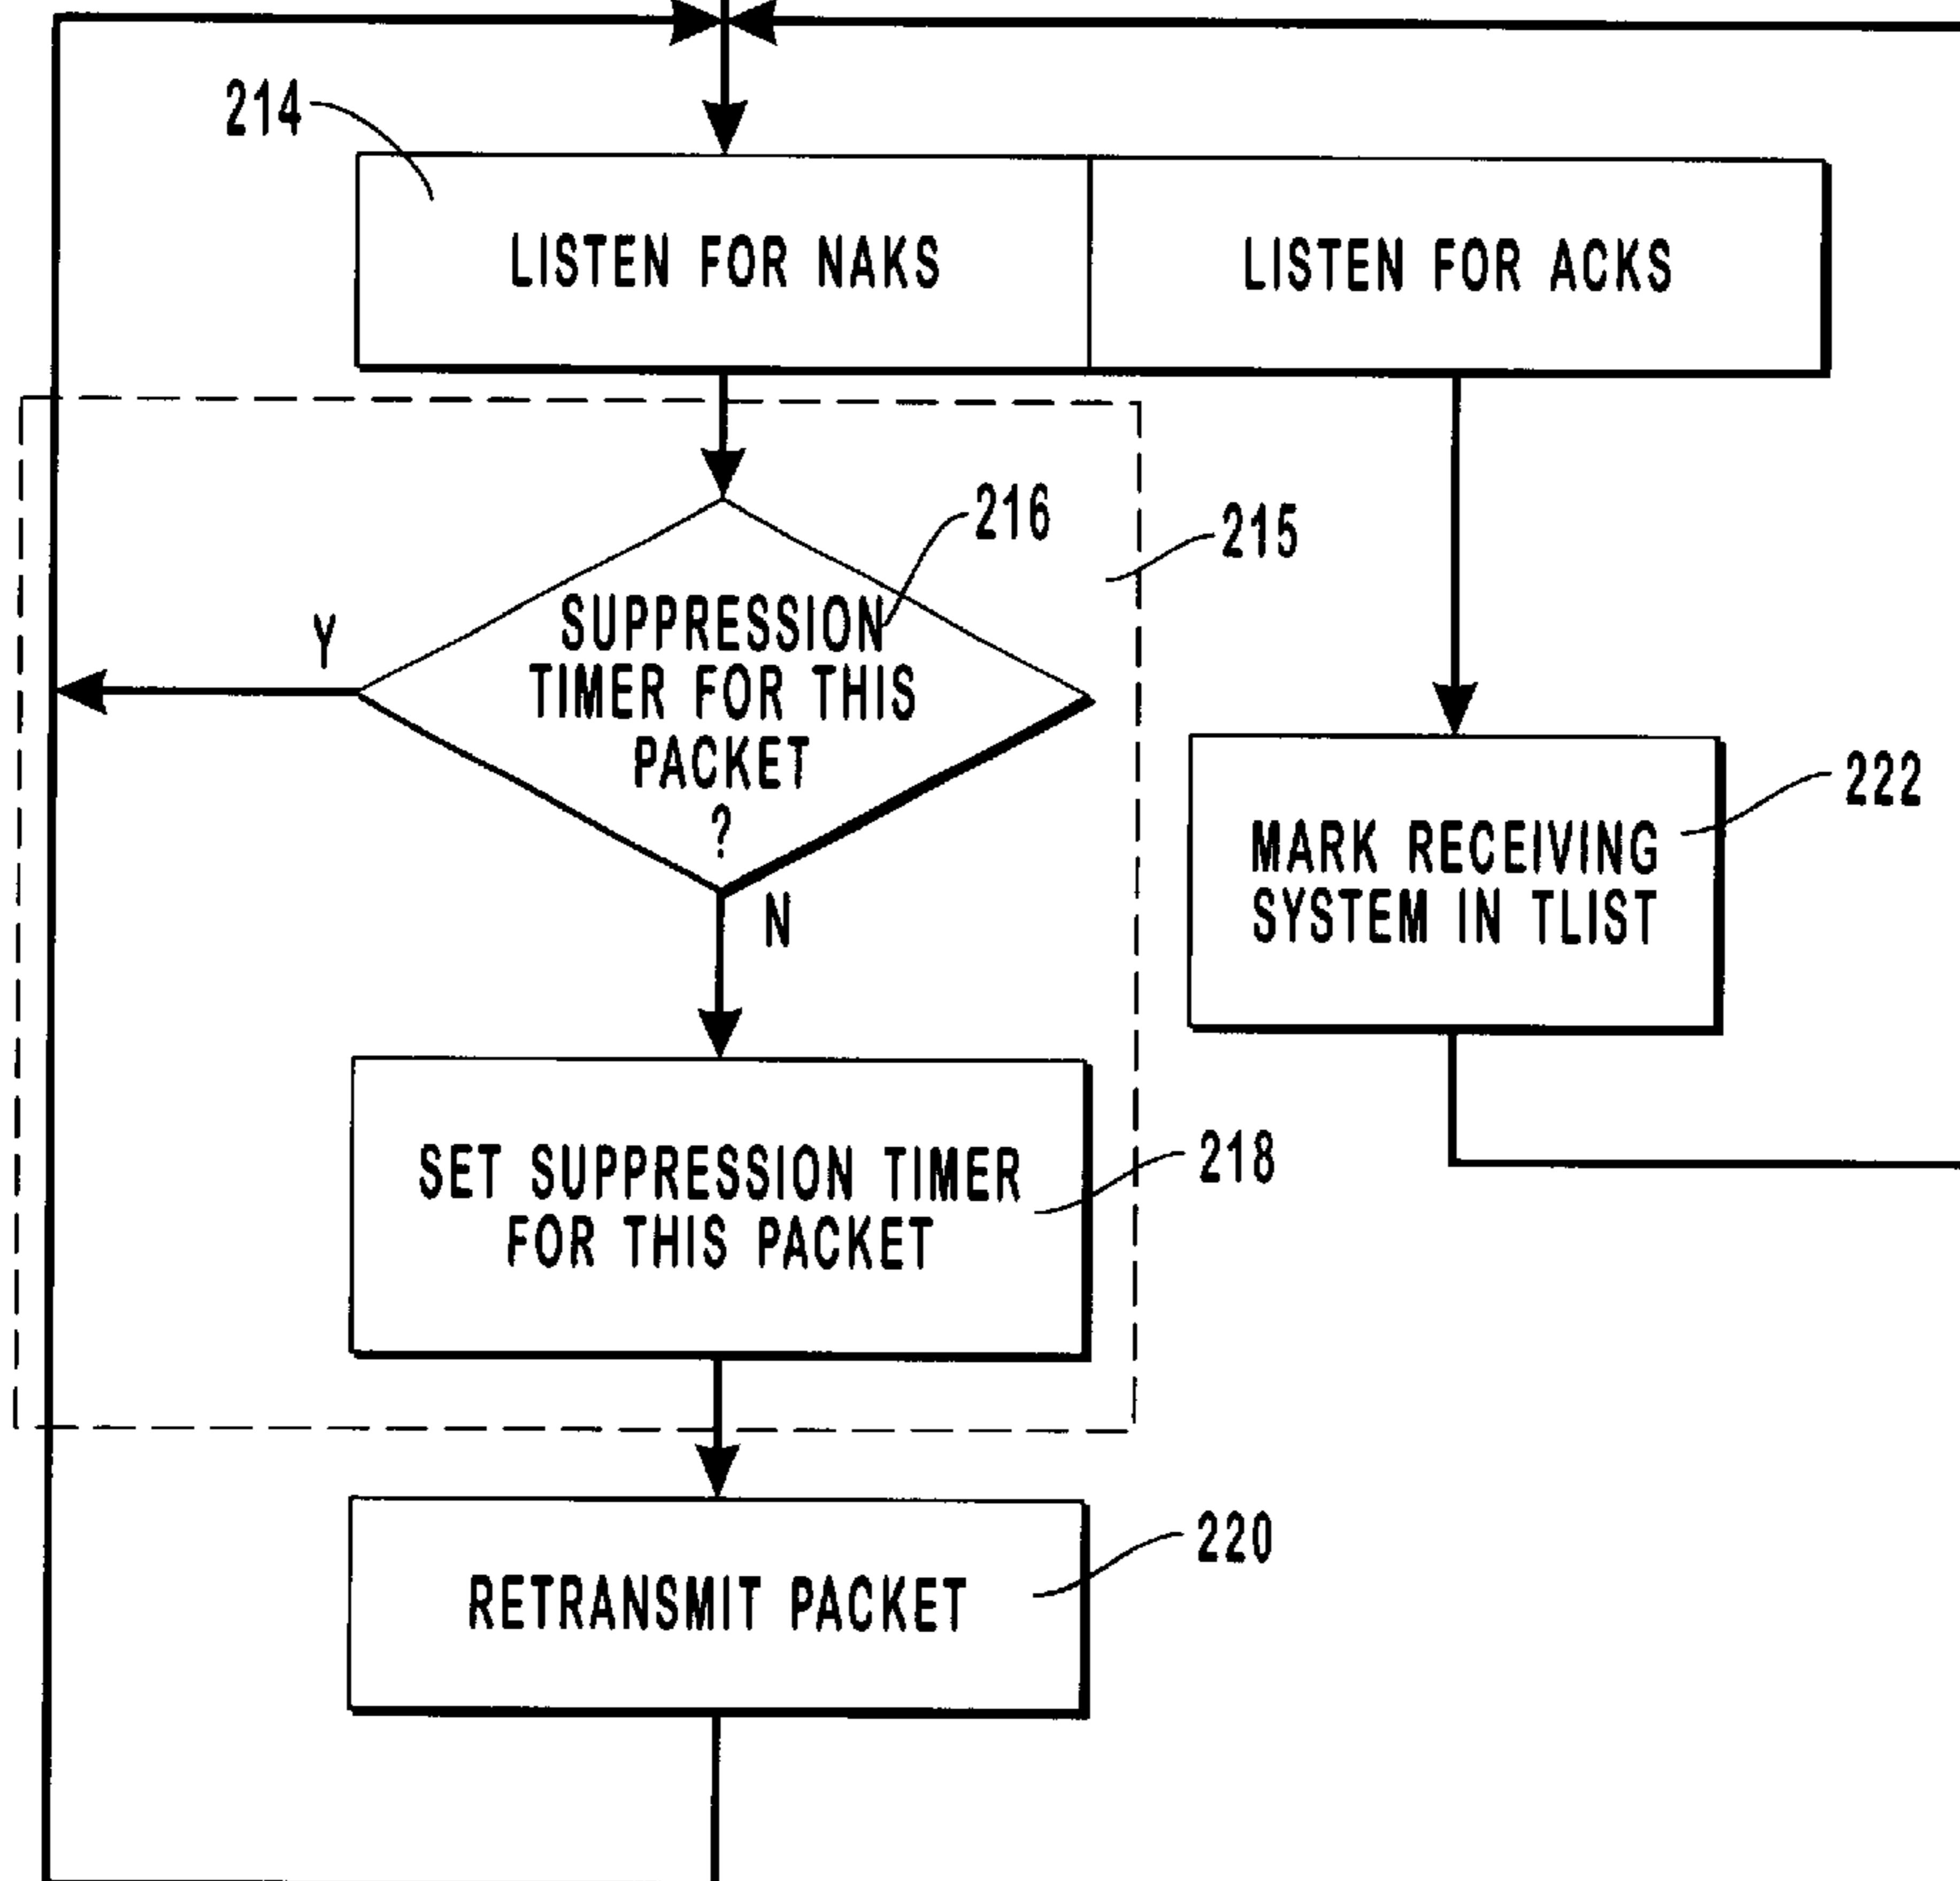 214
LISTEN FOR NAKS
LISTEN FOR ACKS
216
215
SUPPRESSION
TIMER FOR THIS
PACKET
?
Y
N
222
MARK RECEIVING
SYSTEM IN TLIST
218
SET SUPPRESSION TIMER
FOR THIS PACKET
220
RETRANSMIT PACKET